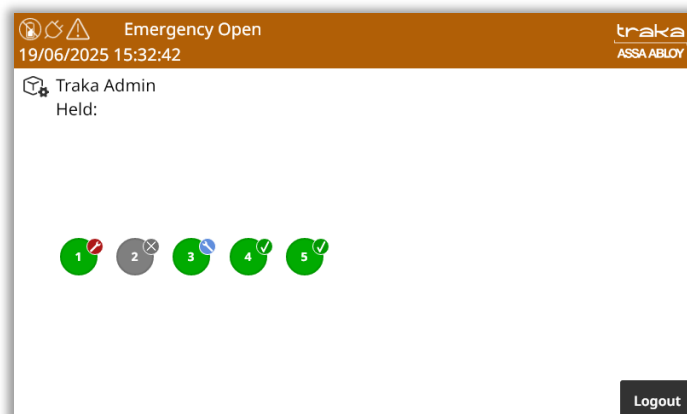 Emergency Open
19/06/2025 15:32:42
traka
ASSA ABLOY
Traka Admin
Held:
1 2 3 4 5
Logout